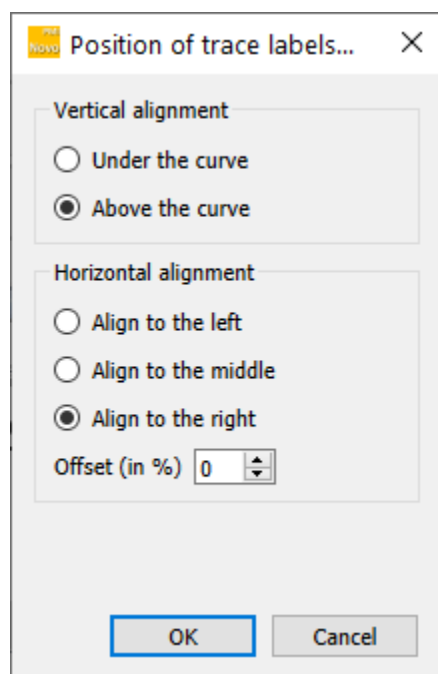 Novo
Position of trace labels...
Vertical alignment
Under the curve
Above the curve
Horizontal alignment
Align to the left
Align to the middle
Align to the right
Offset (in %) 0
OK Cancel